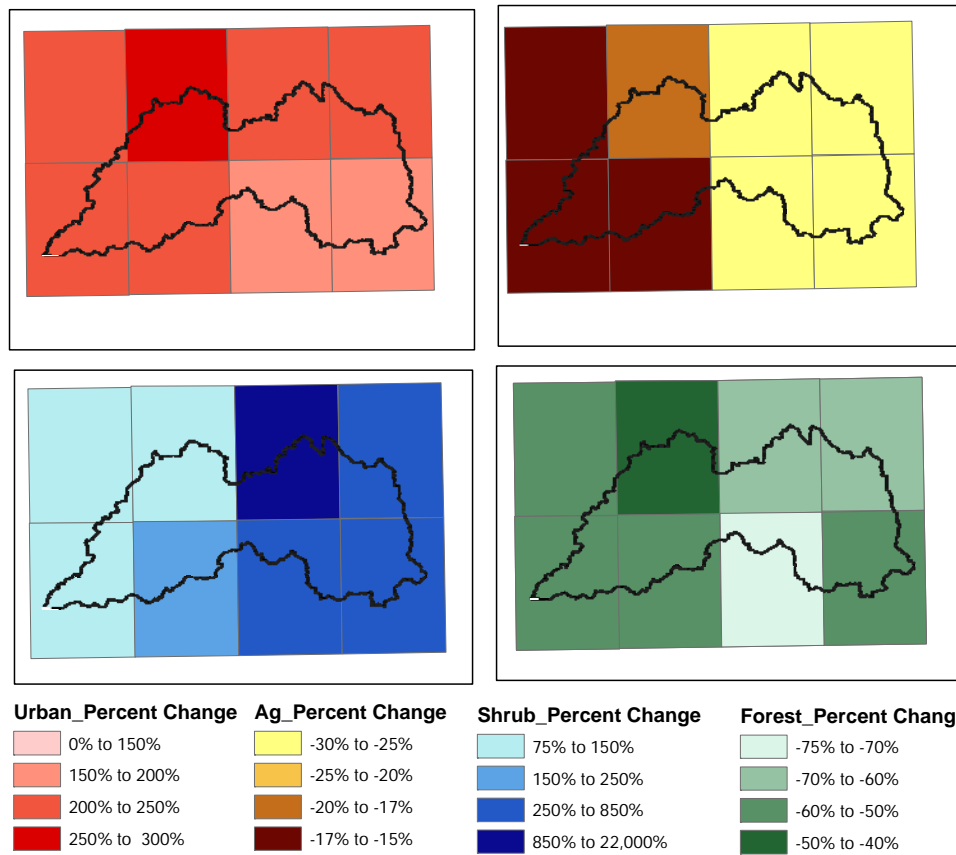 Urban_Percent Change
0% to 150%
150% to 200%
200% to 250%
250% to 300%
Ag_Percent Change
-30% to -25%
-25% to -20%
-20% to -17%
-17% to -15%
Shrub_Percent Change
75% to 150%
150% to 250%
250% to 850%
850% to 22,000%
Forest_Percent Chang
-75% to -70%
-70% to -60%
-60% to -50%
-50% to -40%